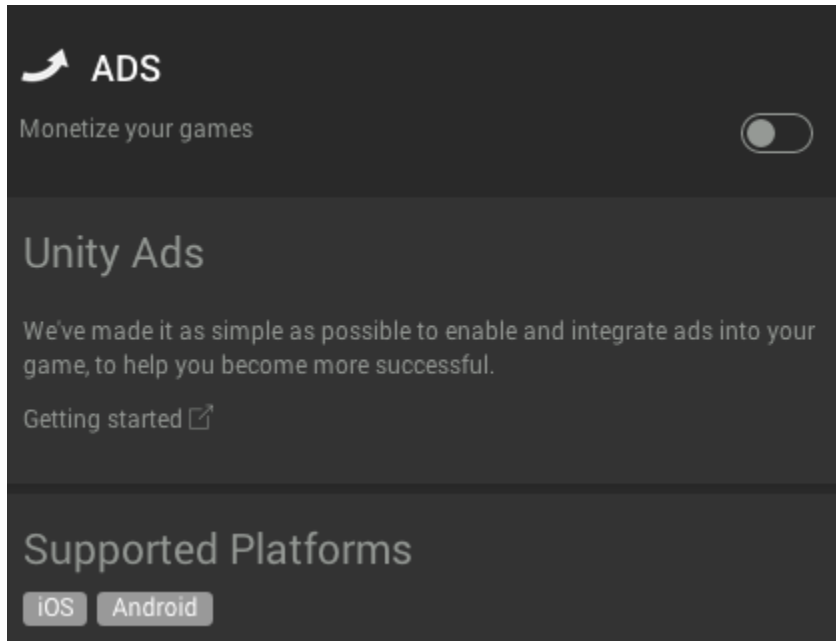 ADS
Monetize your games
Unity Ads
We've made it as simple as possible to enable and integrate ads into your
game, to help you become more successful.
Getting started
Supported Platforms
iOS Android